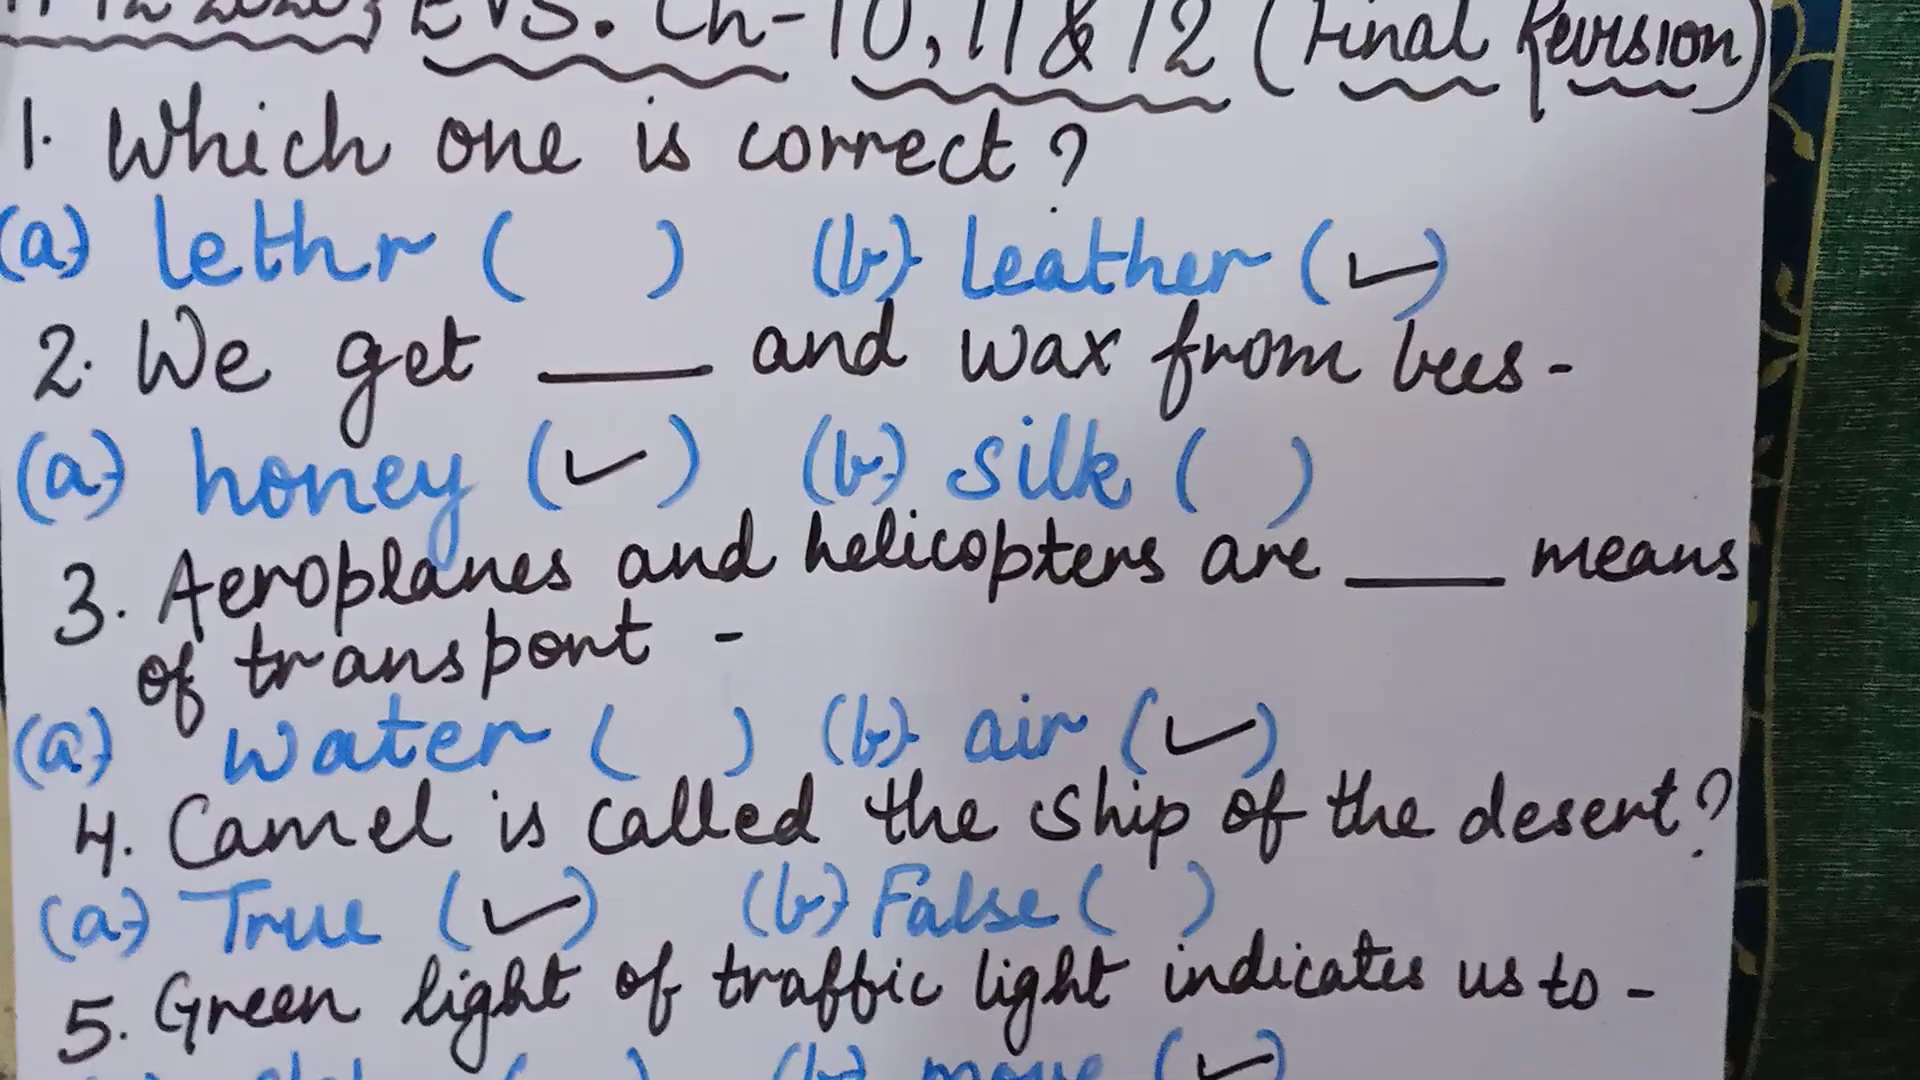 EVS. Ch-10, 11 & 12 (Final Revision)
1. Which one is correct?
(a) lethr ( ) (b) leather (✓)
2. We get ____ and wax from bees -
(a) honey (✓) (b) silk ( )
3. Aeroplanes and helicopters are ____ means
of transport -
(a) water ( ) (b) air (✓)
4. Camel is called the ship of the desert?
(a) True (✓) (b) False ( )
5. Green light of traffic light indicates us to -
( ) (b) move (✓)